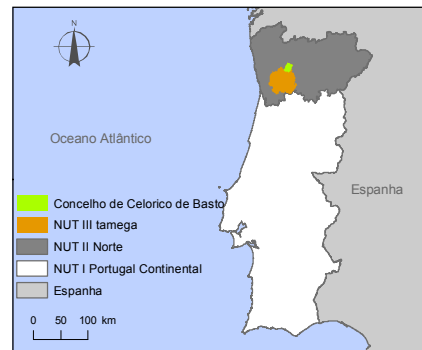 N
Oceano Atlântico
Espanha
Concelho de Celorico de Basto
NUT III tamega
NUT II Norte
NUT I Portugal Continental
Espanha
0 50 100 km